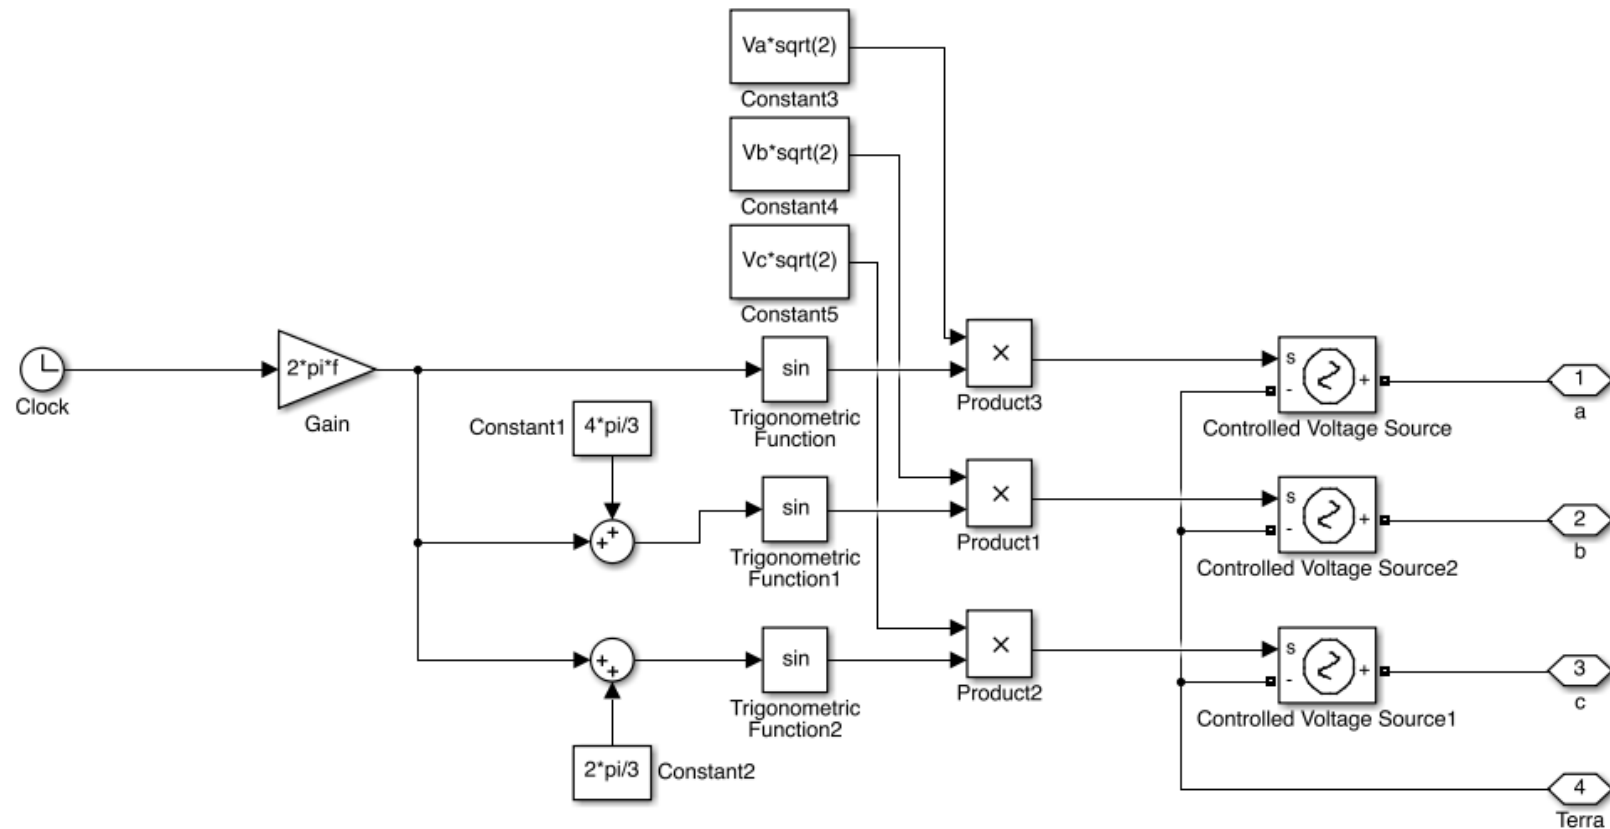 Va*sqrt(2)
Constant3
Vb*sqrt(2)
Constant4
Vc*sqrt(2)
Constant5
Clock
2*pi*f
Gain
sin
Trigonometric
Function
×
Product3
s
-
+
Controlled Voltage Source
1
a
Constant1
4*pi/3
+
+
sin
Trigonometric
Function1
×
Product1
s
-
+
Controlled Voltage Source2
2
b
+
+
sin
Trigonometric
Function2
×
Product2
s
-
+
Controlled Voltage Source1
3
c
2*pi/3
Constant2
4
Terra